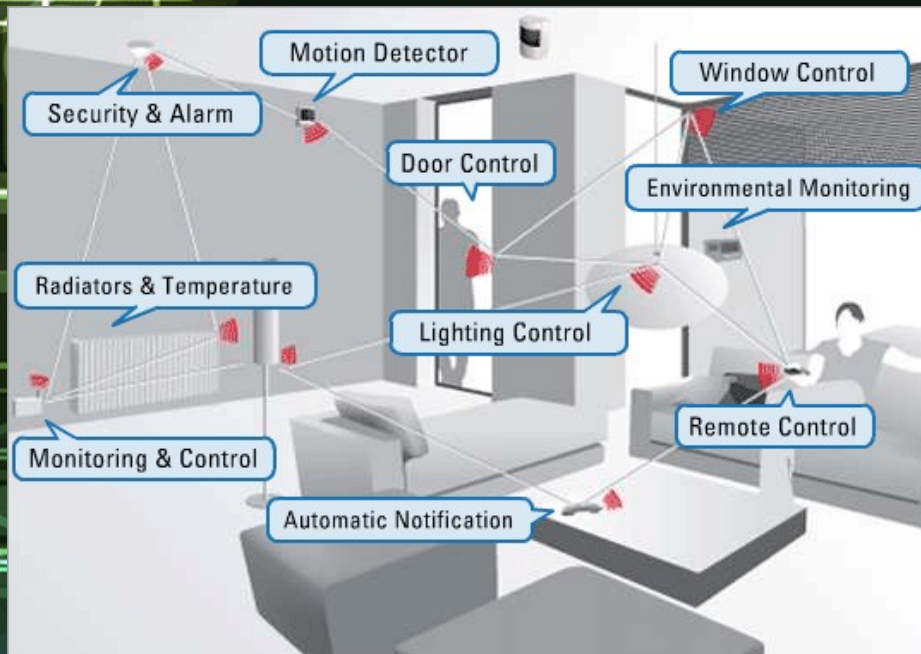 Motion Detector
Window Control
Security & Alarm
Door Control
Environmental Monitoring
Radiators & Temperature
Lighting Control
Remote Control
Monitoring & Control
Automatic Notification